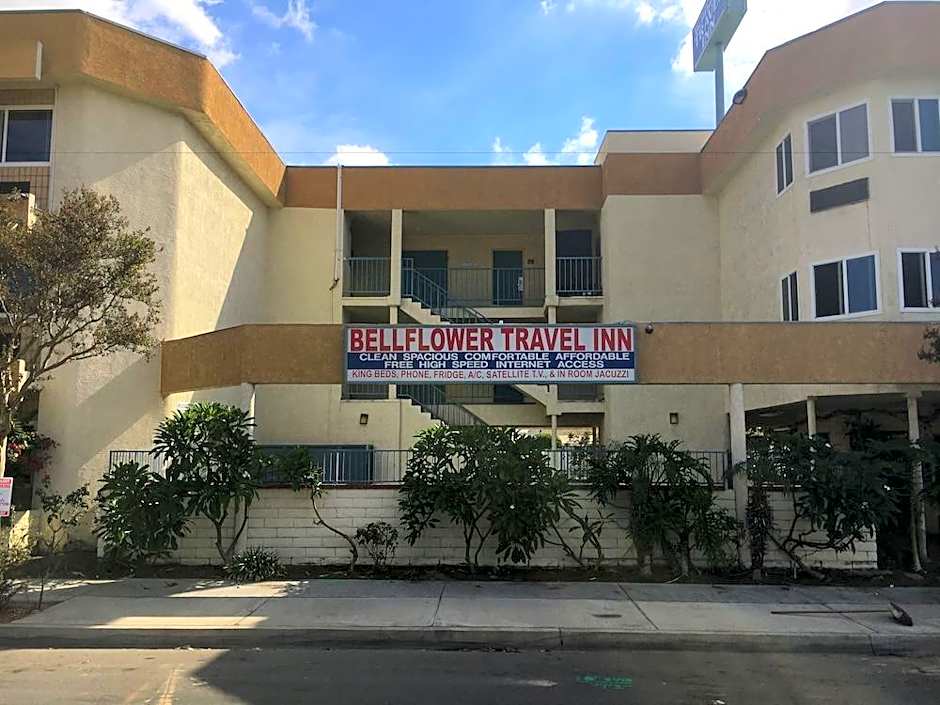 BELLFLOWER TRAVEL INN
CLEAN SPACIOUS COMFORTABLE AFFORDABLE
FREE HIGH SPEED INTERNET ACCESS
KING BEDS, PHONE, FRIDGE, A/C, SATELLITE T.V., & IN ROOM JACUZZI